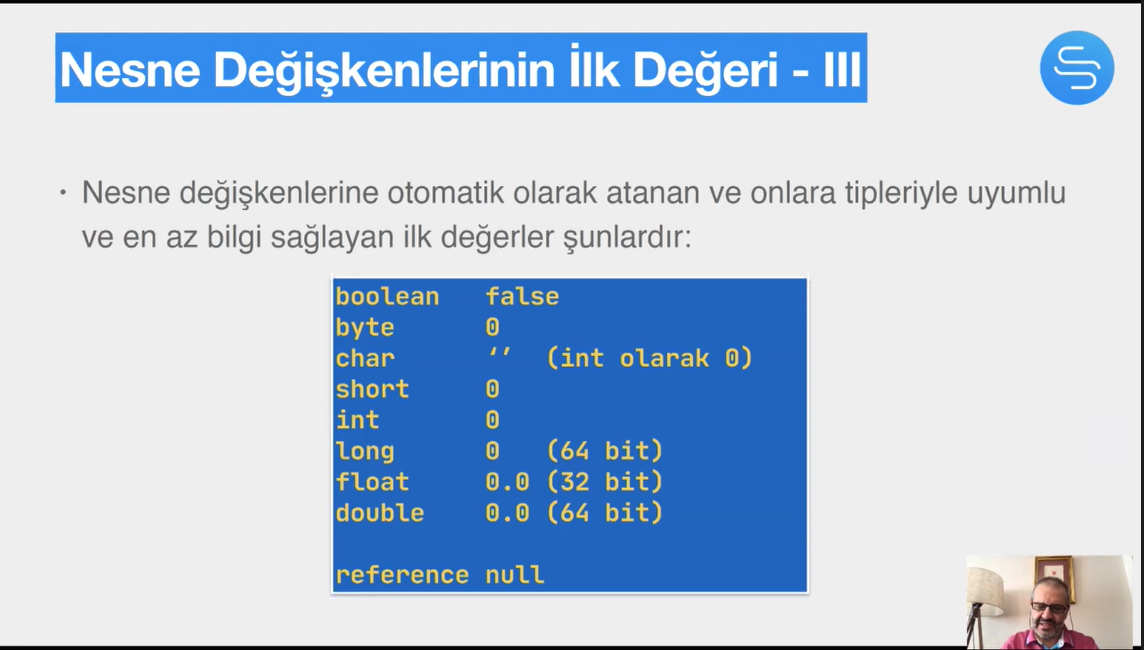 Nesne Değişkenlerinin İlk Değeri - III
• Nesne değişkenlerine otomatik olarak atanan ve onlara tipleriyle uyumlu
ve en az bilgi sağlayan ilk değerler şunlardır:
boolean false
byte 0
char ‘’ (int olarak 0)
short 0
int 0
long 0 (64 bit)
float 0.0 (32 bit)
double 0.0 (64 bit)
reference null